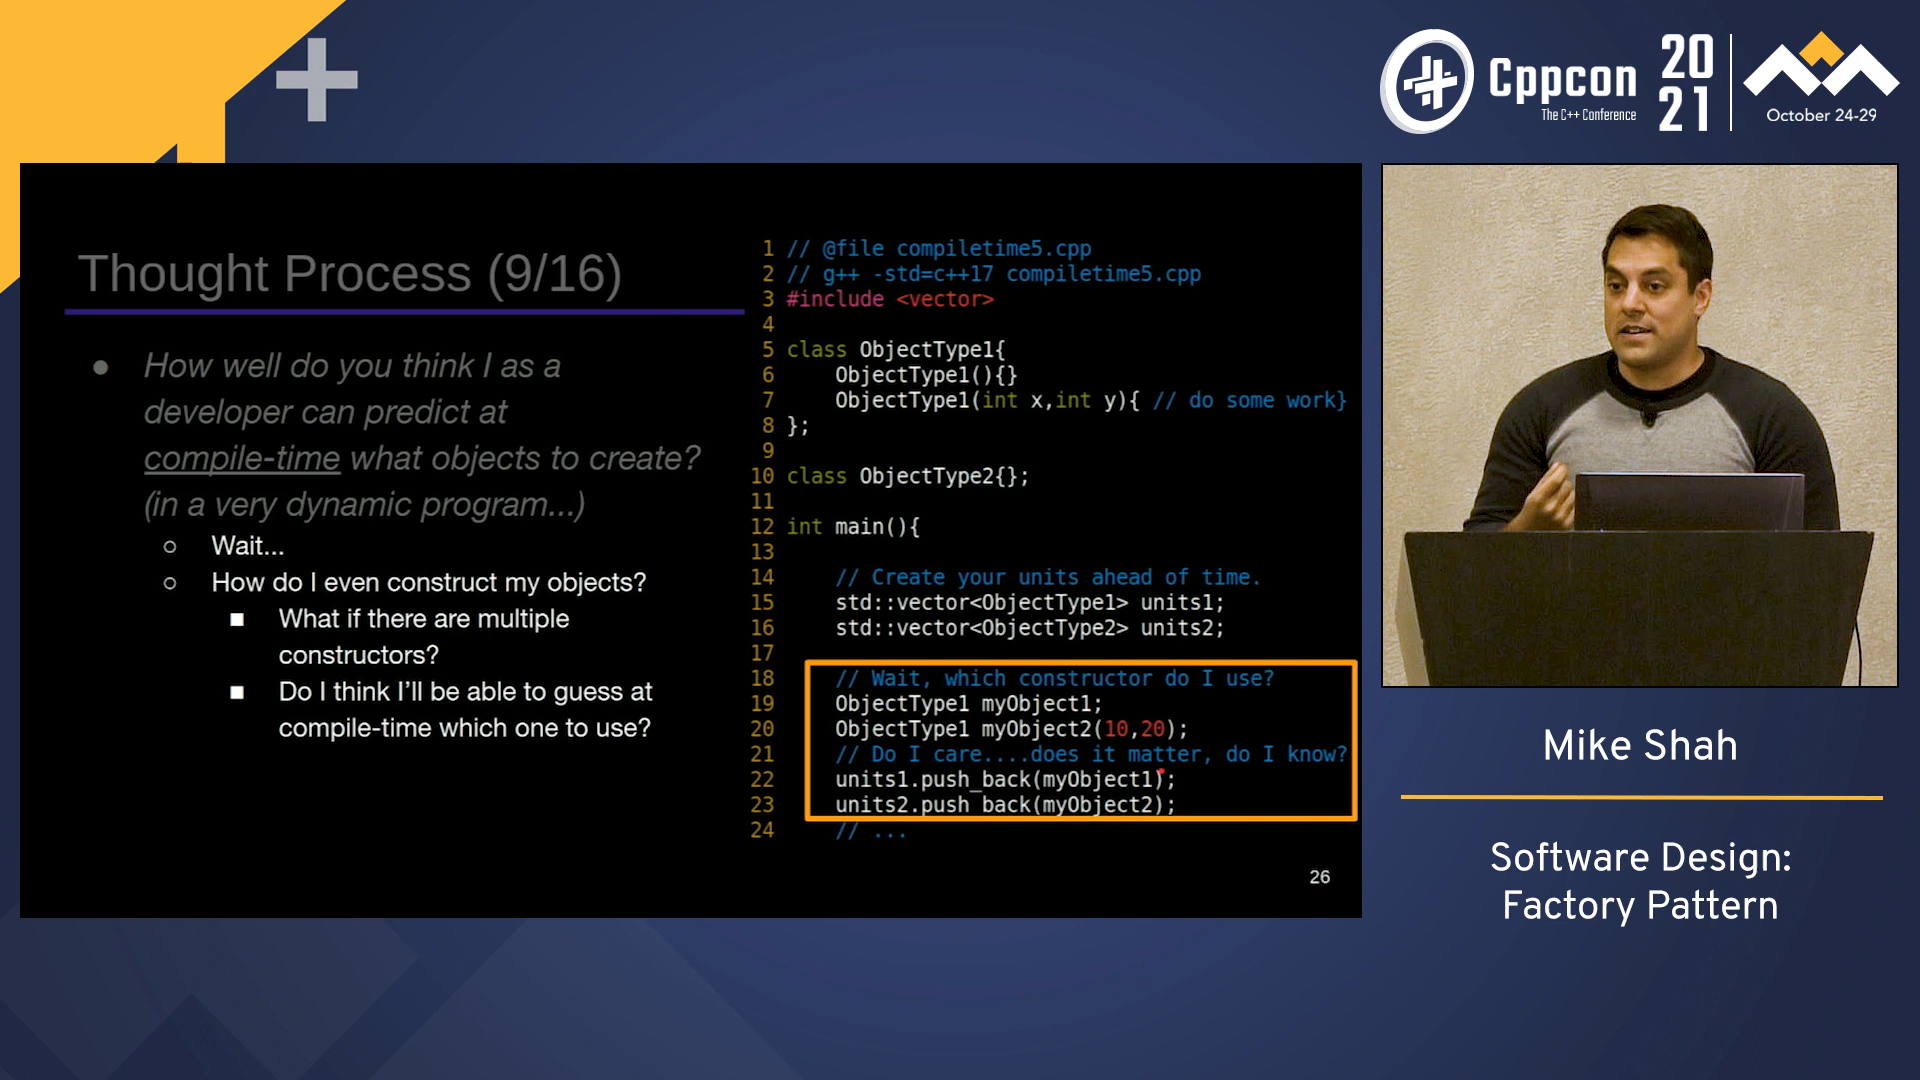 Cppcon
The C++ Conference
20
21
October 24-29
Thought Process (9/16)
● How well do you think I as a
developer can predict at
compile-time what objects to create?
(in a very dynamic program...)
○ Wait...
○ How do I even construct my objects?
■ What if there are multiple
constructors?
■ Do I think I'll be able to guess at
compile-time which one to use?
1 // @file compiletime5.cpp
2 // g++ -std=c++17 compiletime5.cpp
3 #include <vector>
4
5 class ObjectType1{
6     ObjectType1(){}
7     ObjectType1(int x,int y){ // do some work}
8 };
9
10 class ObjectType2{};
11
12 int main(){
13
14     // Create your units ahead of time.
15     std::vector<ObjectType1> units1;
16     std::vector<ObjectType2> units2;
17
18     // Wait, which constructor do I use?
19     ObjectType1 myObject1;
20     ObjectType1 myObject2(10,20);
21     // Do I care....does it matter, do I know?
22     units1.push_back(myObject1);
23     units2.push_back(myObject2);
24     // ...
26
Mike Shah
Software Design:
Factory Pattern